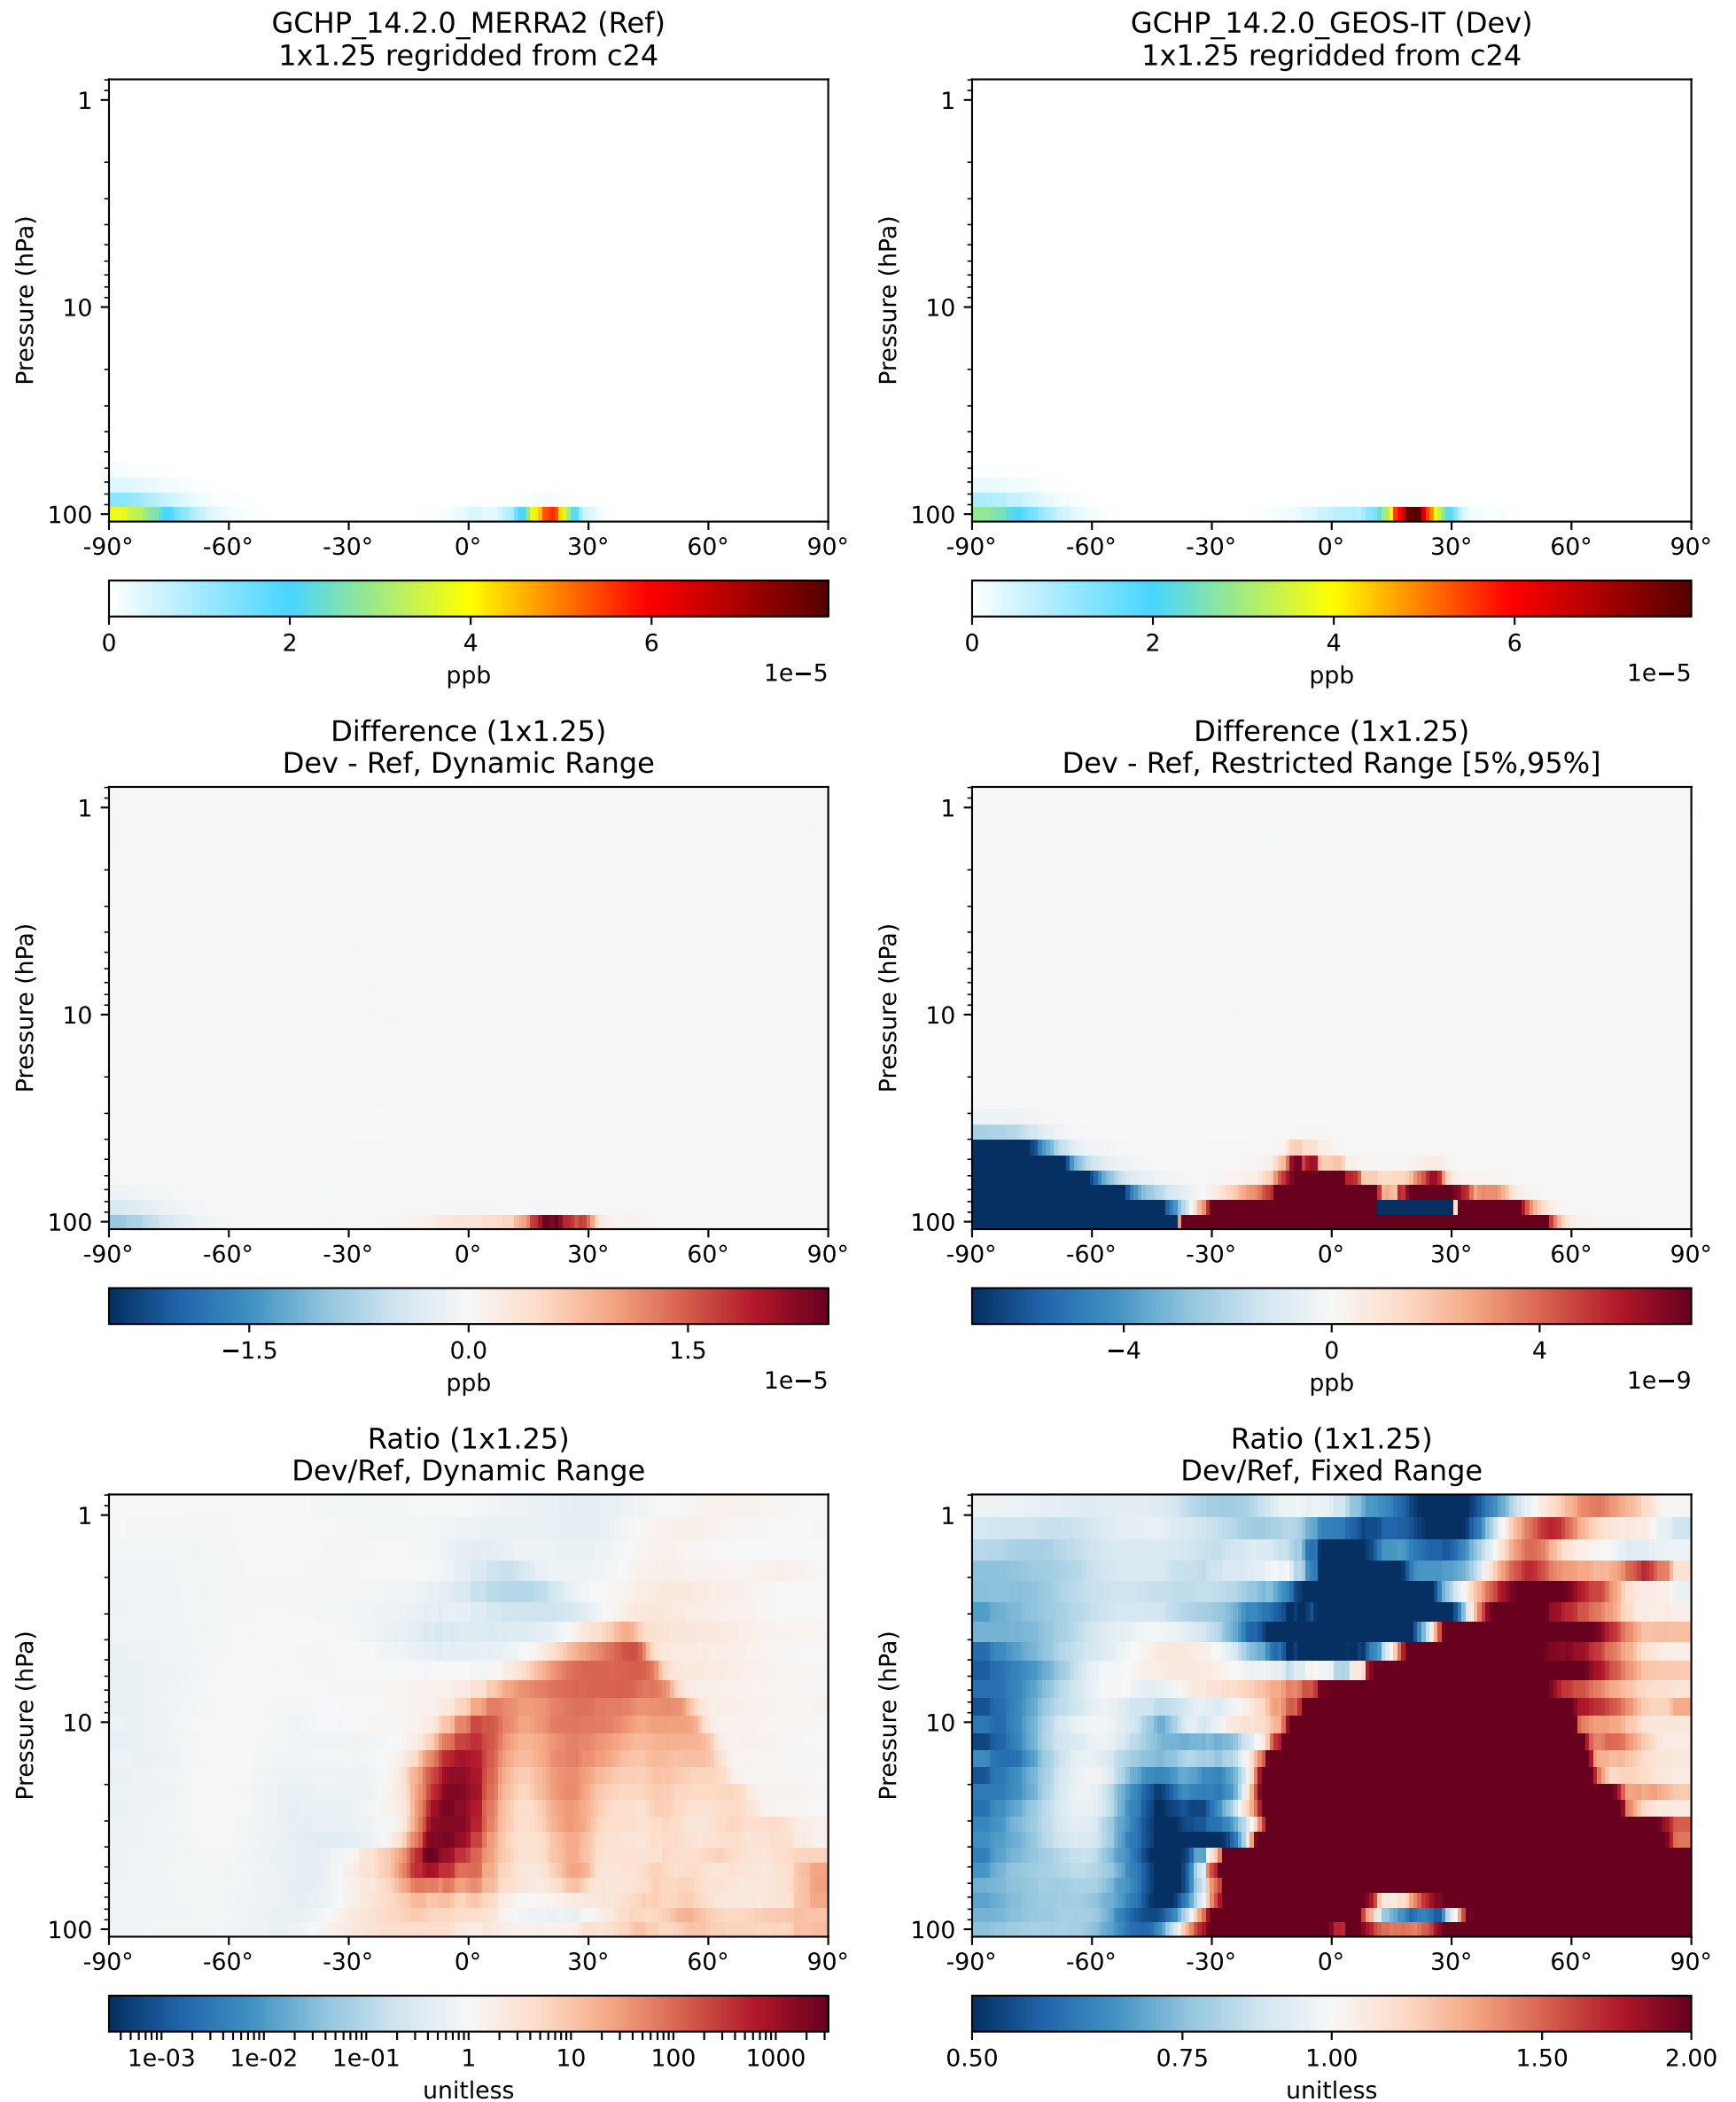 GCHP_14.2.0_MERRA2 (Ref)
1x1.25 regridded from c24
Pressure (hPa)
1
10
100
-90° -60° -30° 0° 30° 60° 90°
0 2 4 6
ppb
1e−5
GCHP_14.2.0_GEOS-IT (Dev)
1x1.25 regridded from c24
Pressure (hPa)
1
10
100
-90° -60° -30° 0° 30° 60° 90°
0 2 4 6
ppb
1e−5
Difference (1x1.25)
Dev - Ref, Dynamic Range
Pressure (hPa)
1
10
100
-90° -60° -30° 0° 30° 60° 90°
−1.5 0.0 1.5
ppb
1e−5
Difference (1x1.25)
Dev - Ref, Restricted Range [5%,95%]
Pressure (hPa)
1
10
100
-90° -60° -30° 0° 30° 60° 90°
−4 0 4
ppb
1e−9
Ratio (1x1.25)
Dev/Ref, Dynamic Range
Pressure (hPa)
1
10
100
-90° -60° -30° 0° 30° 60° 90°
1e-03 1e-02 1e-01 1 10 100 1000
unitless
Ratio (1x1.25)
Dev/Ref, Fixed Range
Pressure (hPa)
1
10
100
-90° -60° -30° 0° 30° 60° 90°
0.50 0.75 1.00 1.50 2.00
unitless